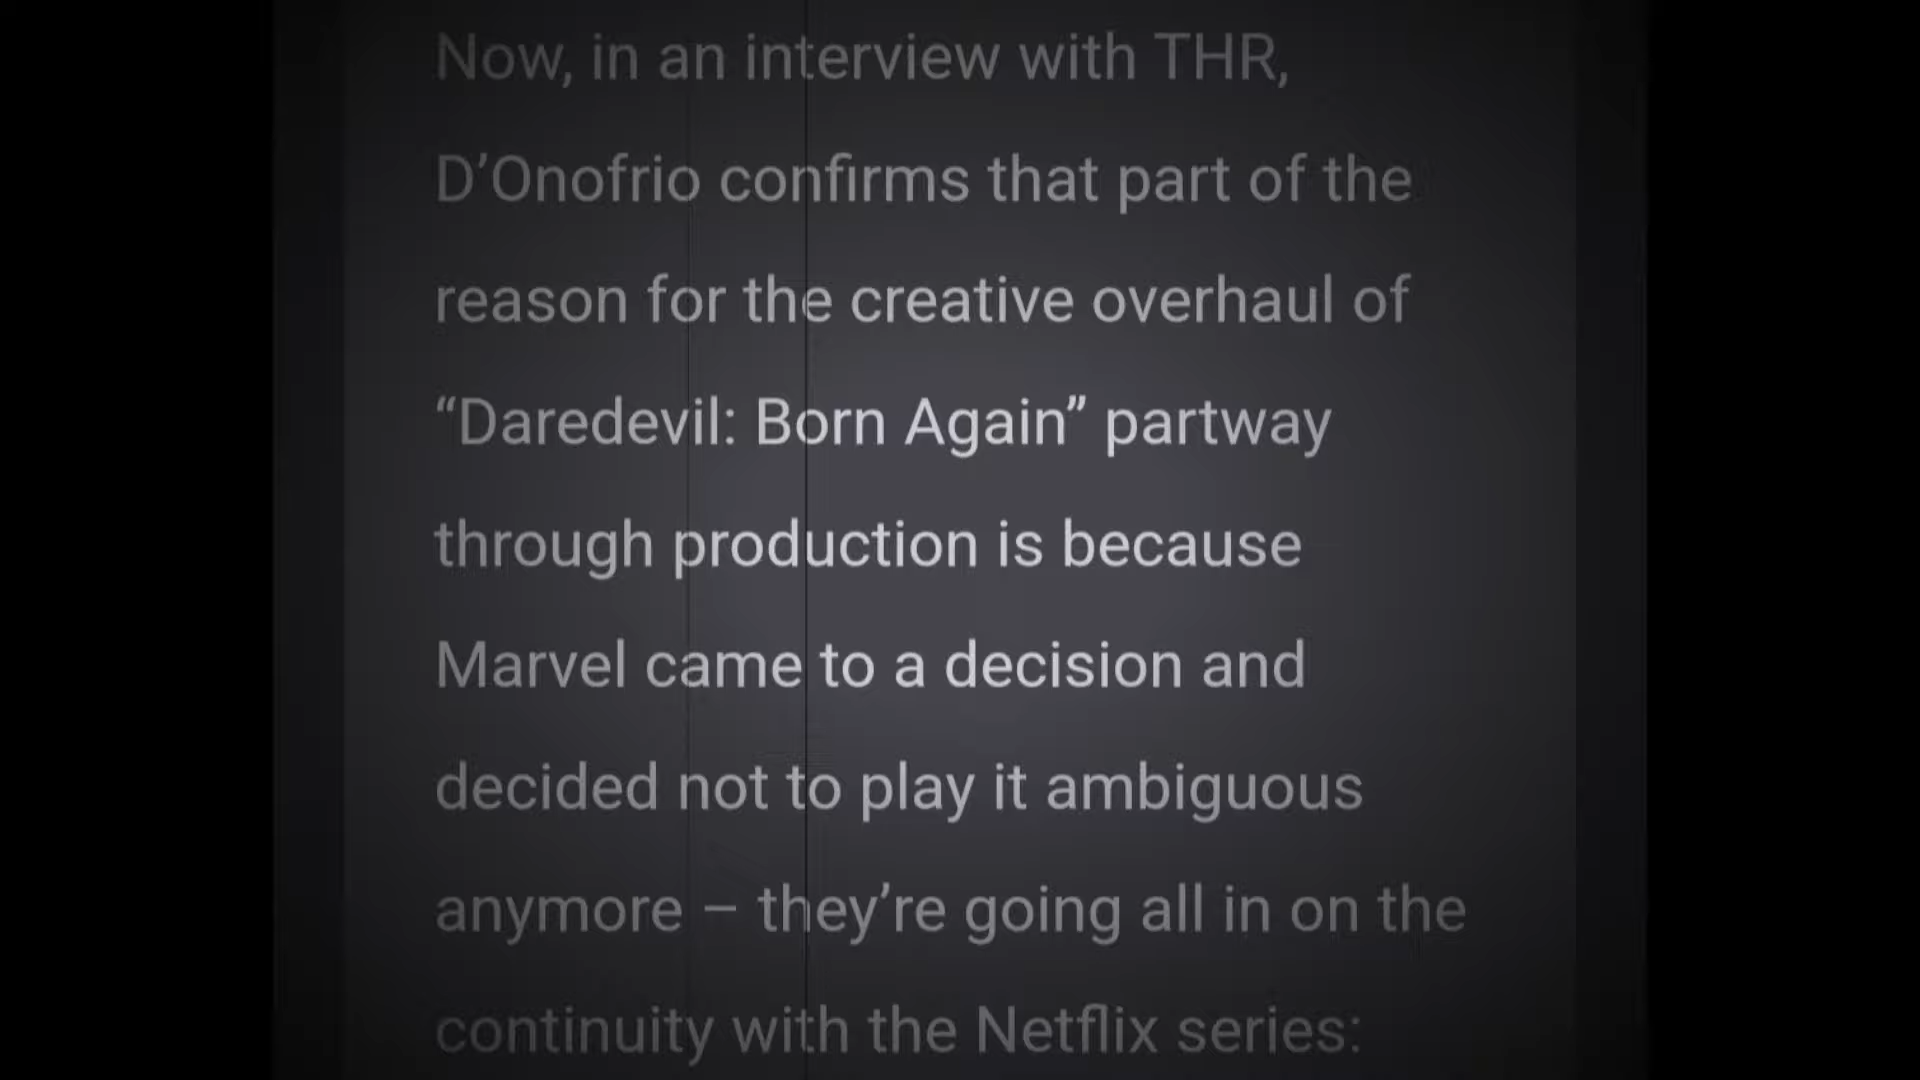 Now, in an interview with THR,
D’Onofrio confirms that part of the
reason for the creative overhaul of
“Daredevil: Born Again” partway
through production is because
Marvel came to a decision and
decided not to play it ambiguous
anymore – they’re going all in on the
continuity with the Netflix series: